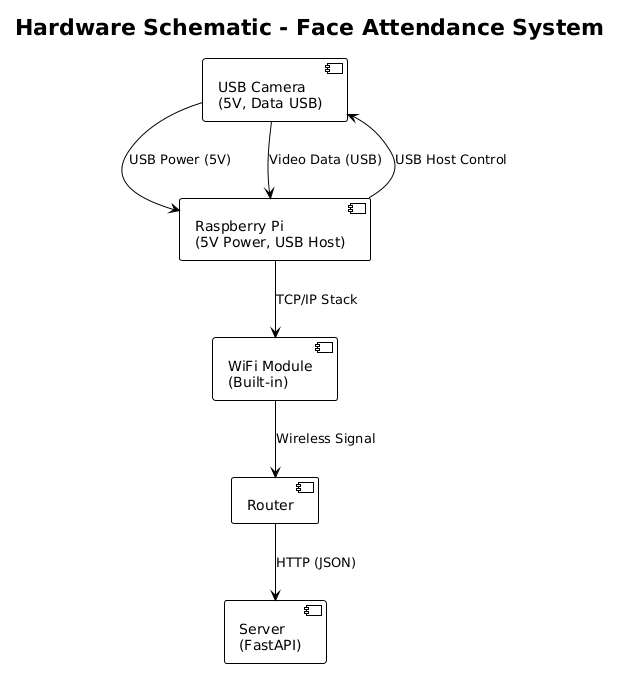 Hardware Schematic - Face Attendance System
USB Camera
(5V, Data USB)
USB Power (5V)
Video Data (USB)
USB Host Control
Raspberry Pi
(5V Power, USB Host)
TCP/IP Stack
WiFi Module
(Built-in)
Wireless Signal
Router
HTTP (JSON)
Server
(FastAPI)